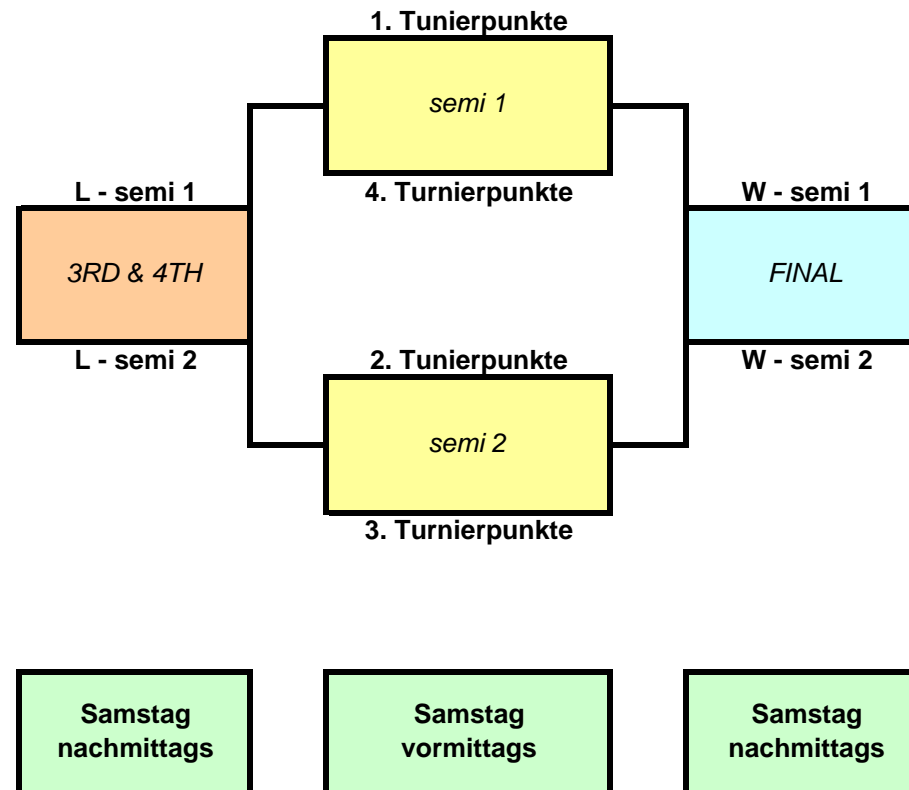 1. Tunierpunkte
semi 1
L - semi 1
4. Turnierpunkte
W - semi 1
3RD & 4TH
FINAL
L - semi 2
2. Tunierpunkte
W - semi 2
semi 2
3. Turnierpunkte
Samstag
nachmittags
Samstag
vormittags
Samstag
nachmittags